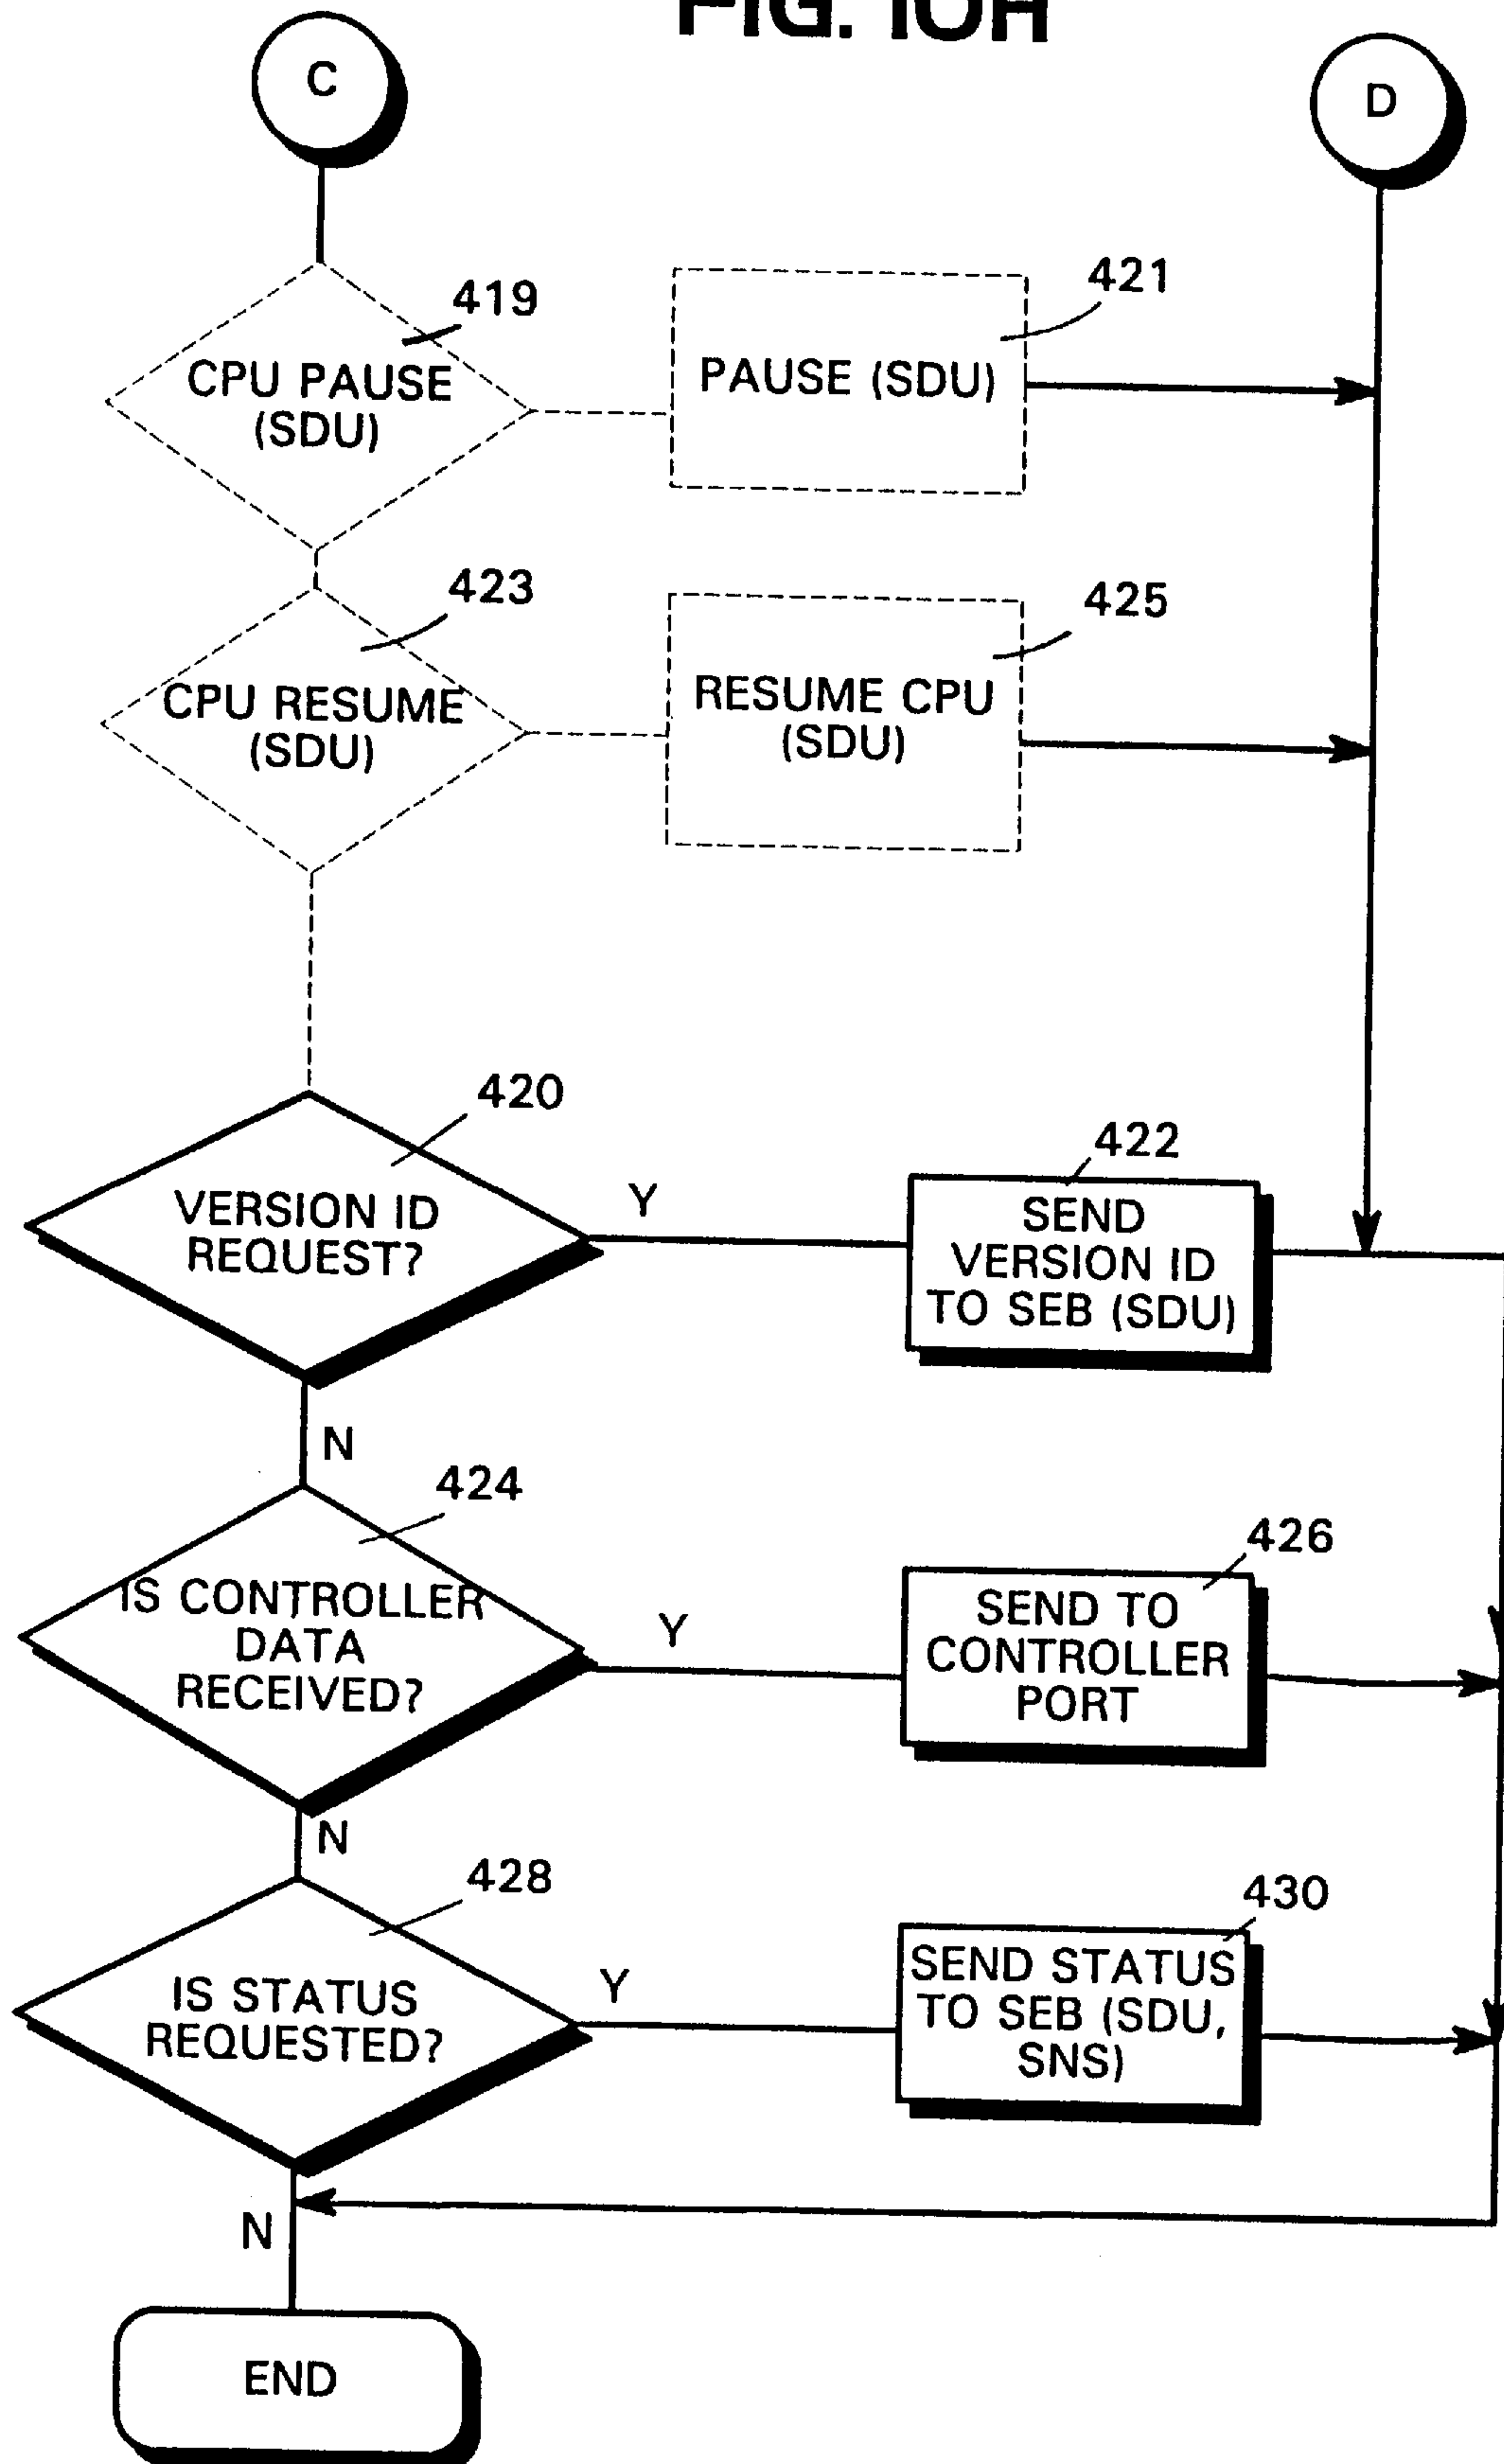 FIG. 10H
C
D
419
CPU PAUSE
(SDU)
421
PAUSE (SDU)
423
CPU RESUME
(SDU)
425
RESUME CPU
(SDU)
420
VERSION ID
REQUEST?
Y
422
SEND
VERSION ID
TO SEB (SDU)
N
424
IS CONTROLLER
DATA
RECEIVED?
Y
426
SEND TO
CONTROLLER
PORT
N
428
IS STATUS
REQUESTED?
Y
430
SEND STATUS
TO SEB (SDU,
SNS)
N
END